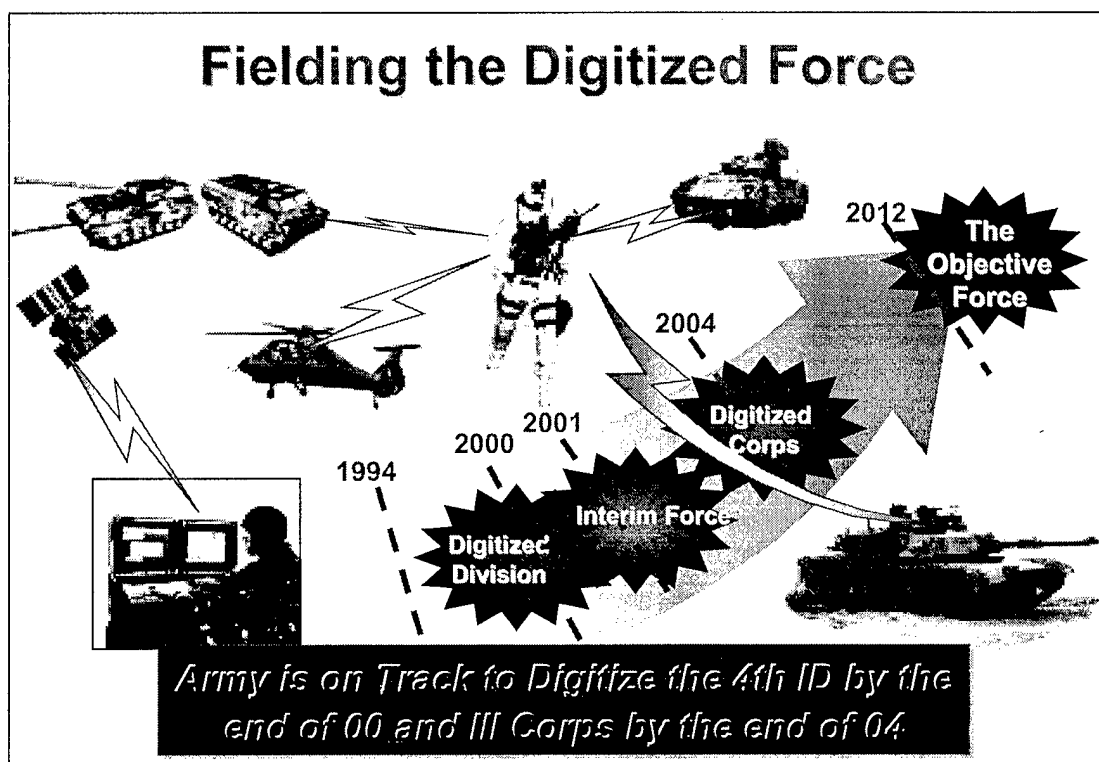 Fielding the Digitized Force
2012
The
Objective
Force
2004
Digitized
Corps
2001
Interim Force
2000
Digitized
Division
1994
Army is on Track to Digitize the 4th ID by the
end of 00 and III Corps by the end of 04